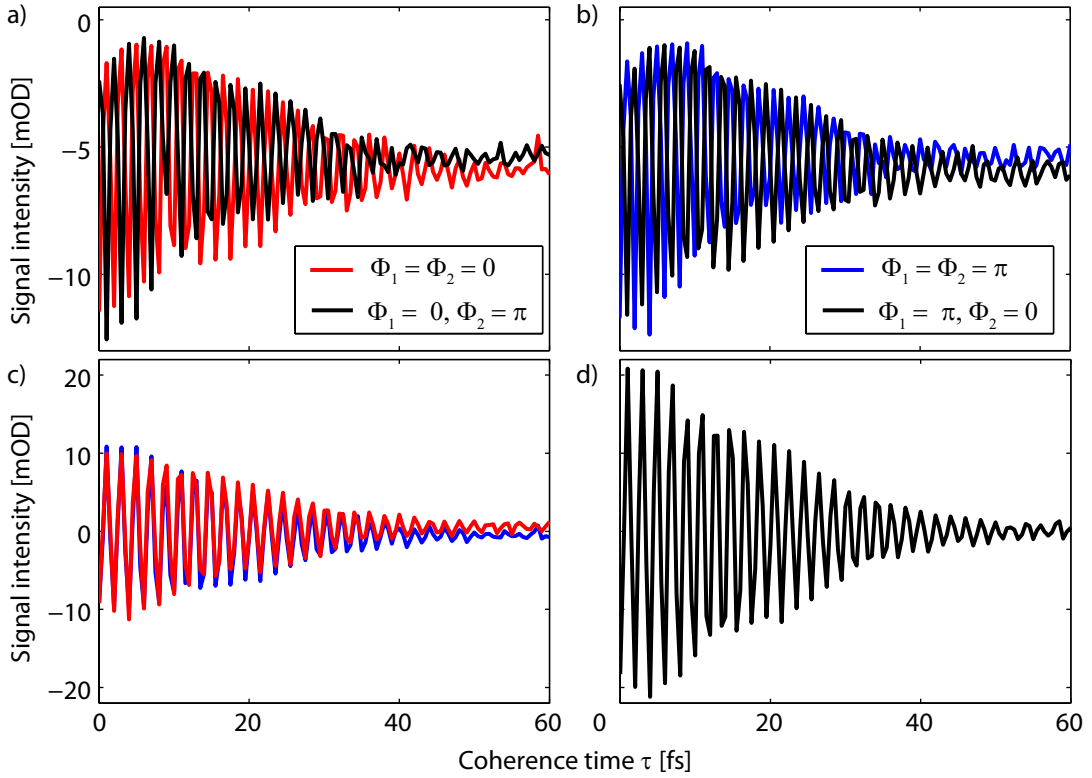 a)
0
−5
−10
Signal intensity [mOD]
Φ1 = Φ2 = 0
Φ1 = 0, Φ2 = π
b)
Φ1 = Φ2 = π
Φ1 = π, Φ2 = 0
c)
20
10
0
−10
−20
Signal intensity [mOD]
0 20 40 60
d)
0 20 40 60
Coherence time τ [fs]